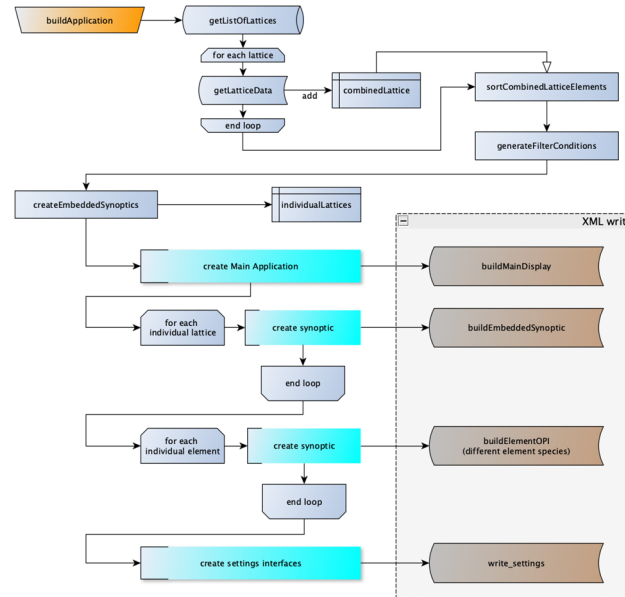 buildApplication
getListOfLattices
for each lattice
getLatticeData
add
combinedLattice
sortCombinedLatticeElements
end loop
generateFilterConditions
createEmbeddedSynoptics
individualLattices
XML writ
create Main Application
buildMainDisplay
for each
individual lattice
create synoptic
buildEmbeddedSynoptic
end loop
for each
individual element
create synoptic
buildElementOPI
(different element species)
end loop
create settings interfaces
write_settings